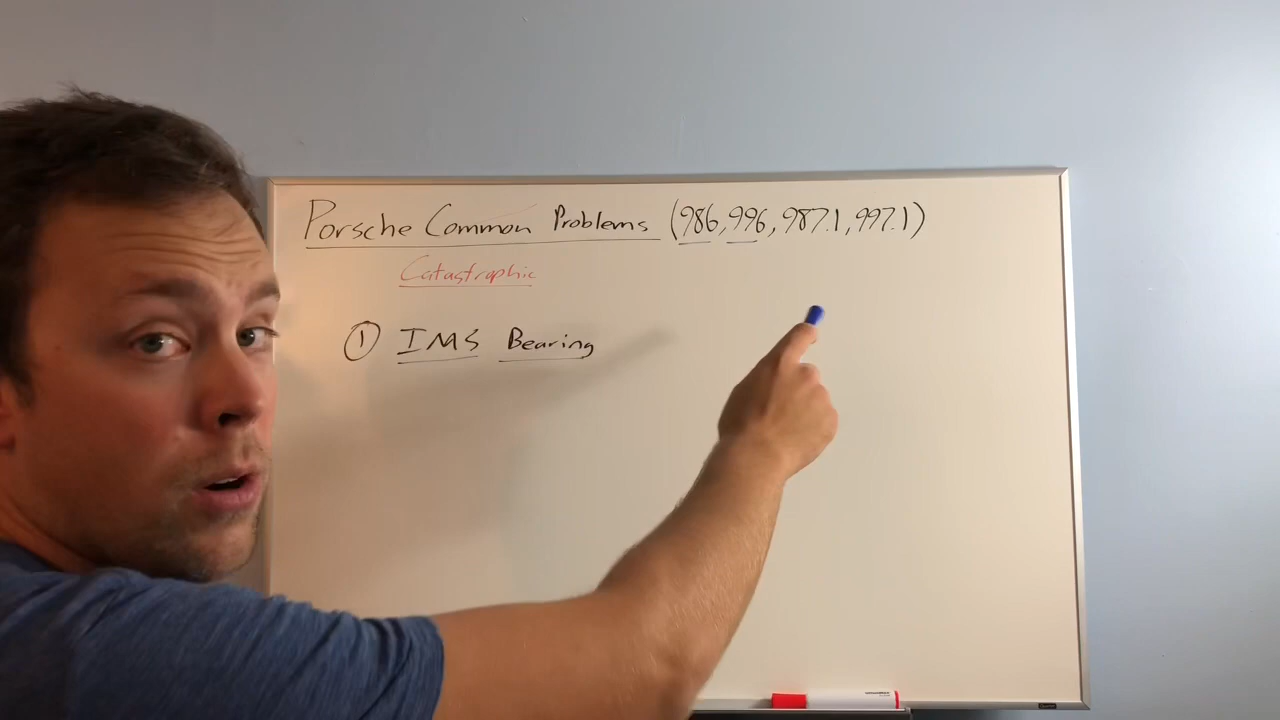 Porsche Common Problems (986, 996, 987.1, 997.1)
Catastrophic
① IMS Bearing